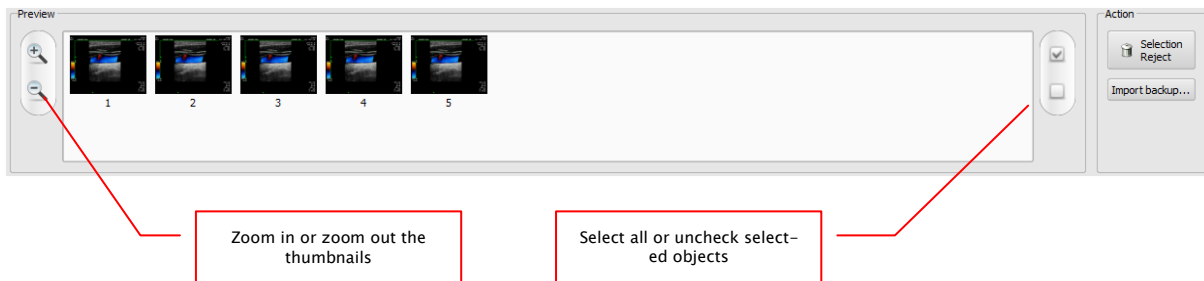 Preview
Action
Selection
Reject
Import backup...
1 2 3 4 5
Zoom in or zoom out the
thumbnails
Select all or uncheck select-
ed objects